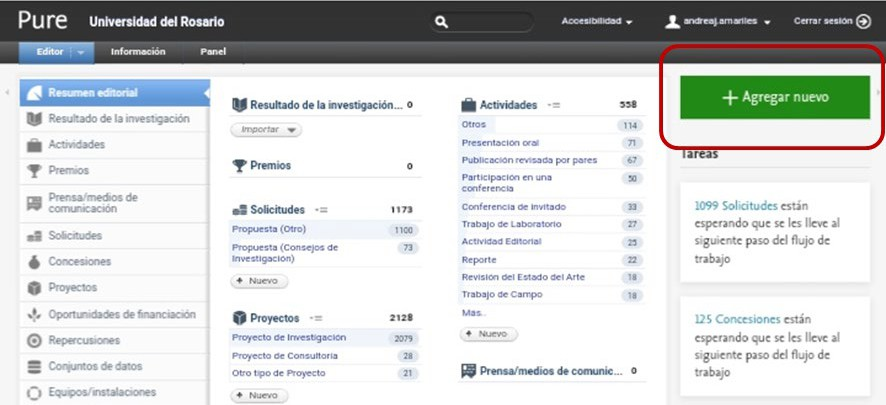 Pure Universidad del Rosario Accesibilidad andreaj.amariles Cerrar sesión
Editor Información Panel
Resumen editorial
Resultado de la investigación
Actividades
Premios
Prensa/medios de
comunicación
Solicitudes
Concesiones
Proyectos
Oportunidades de financiación
Repercusiones
Conjuntos de datos
Equipos/instalaciones
Resultado de la investigación... 0
Importar
Premios 0
Solicitudes 1173
Propuesta (Otro) 1100
Propuesta (Consejos de
Investigación) 73
+ Nuevo
Proyectos 2128
Proyecto de Investigación 2079
Proyecto de Consultoria 28
Otro tipo de Proyecto 21
+ Nuevo
Actividades 558
Otros 114
Presentación oral 71
Publicación revisada por pares 67
Participación en una
conferencia 50
Conferencia de invitado 33
Trabajo de Laboratorio 27
Actividad Editorial 25
Reporte 22
Revisión del Estado del Arte 18
Trabajo de Campo 18
Mas..
+ Nuevo
Prensa/medios de comunic... 0
+ Agregar nuevo
Tareas
1099 Solicitudes están
esperando que se les lleve al
siguiente paso del flujo de
trabajo
125 Concesiones están
esperando que se les lleve al
siguiente paso del flujo de
trabajo